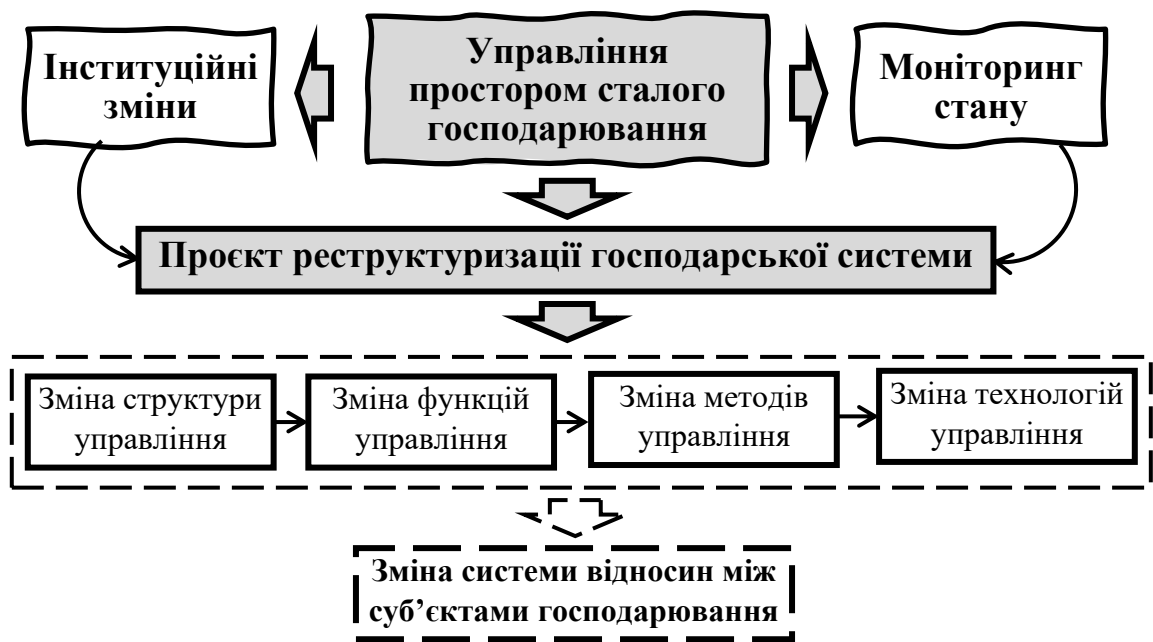 Інституційні
зміни
Управління
простором сталого
господарювання
Моніторинг
стану
Проєкт реструктуризації господарської системи
Зміна структури
управління
Зміна функцій
управління
Зміна методів
управління
Зміна технологій
управління
Зміна системи відносин між
суб’єктами господарювання